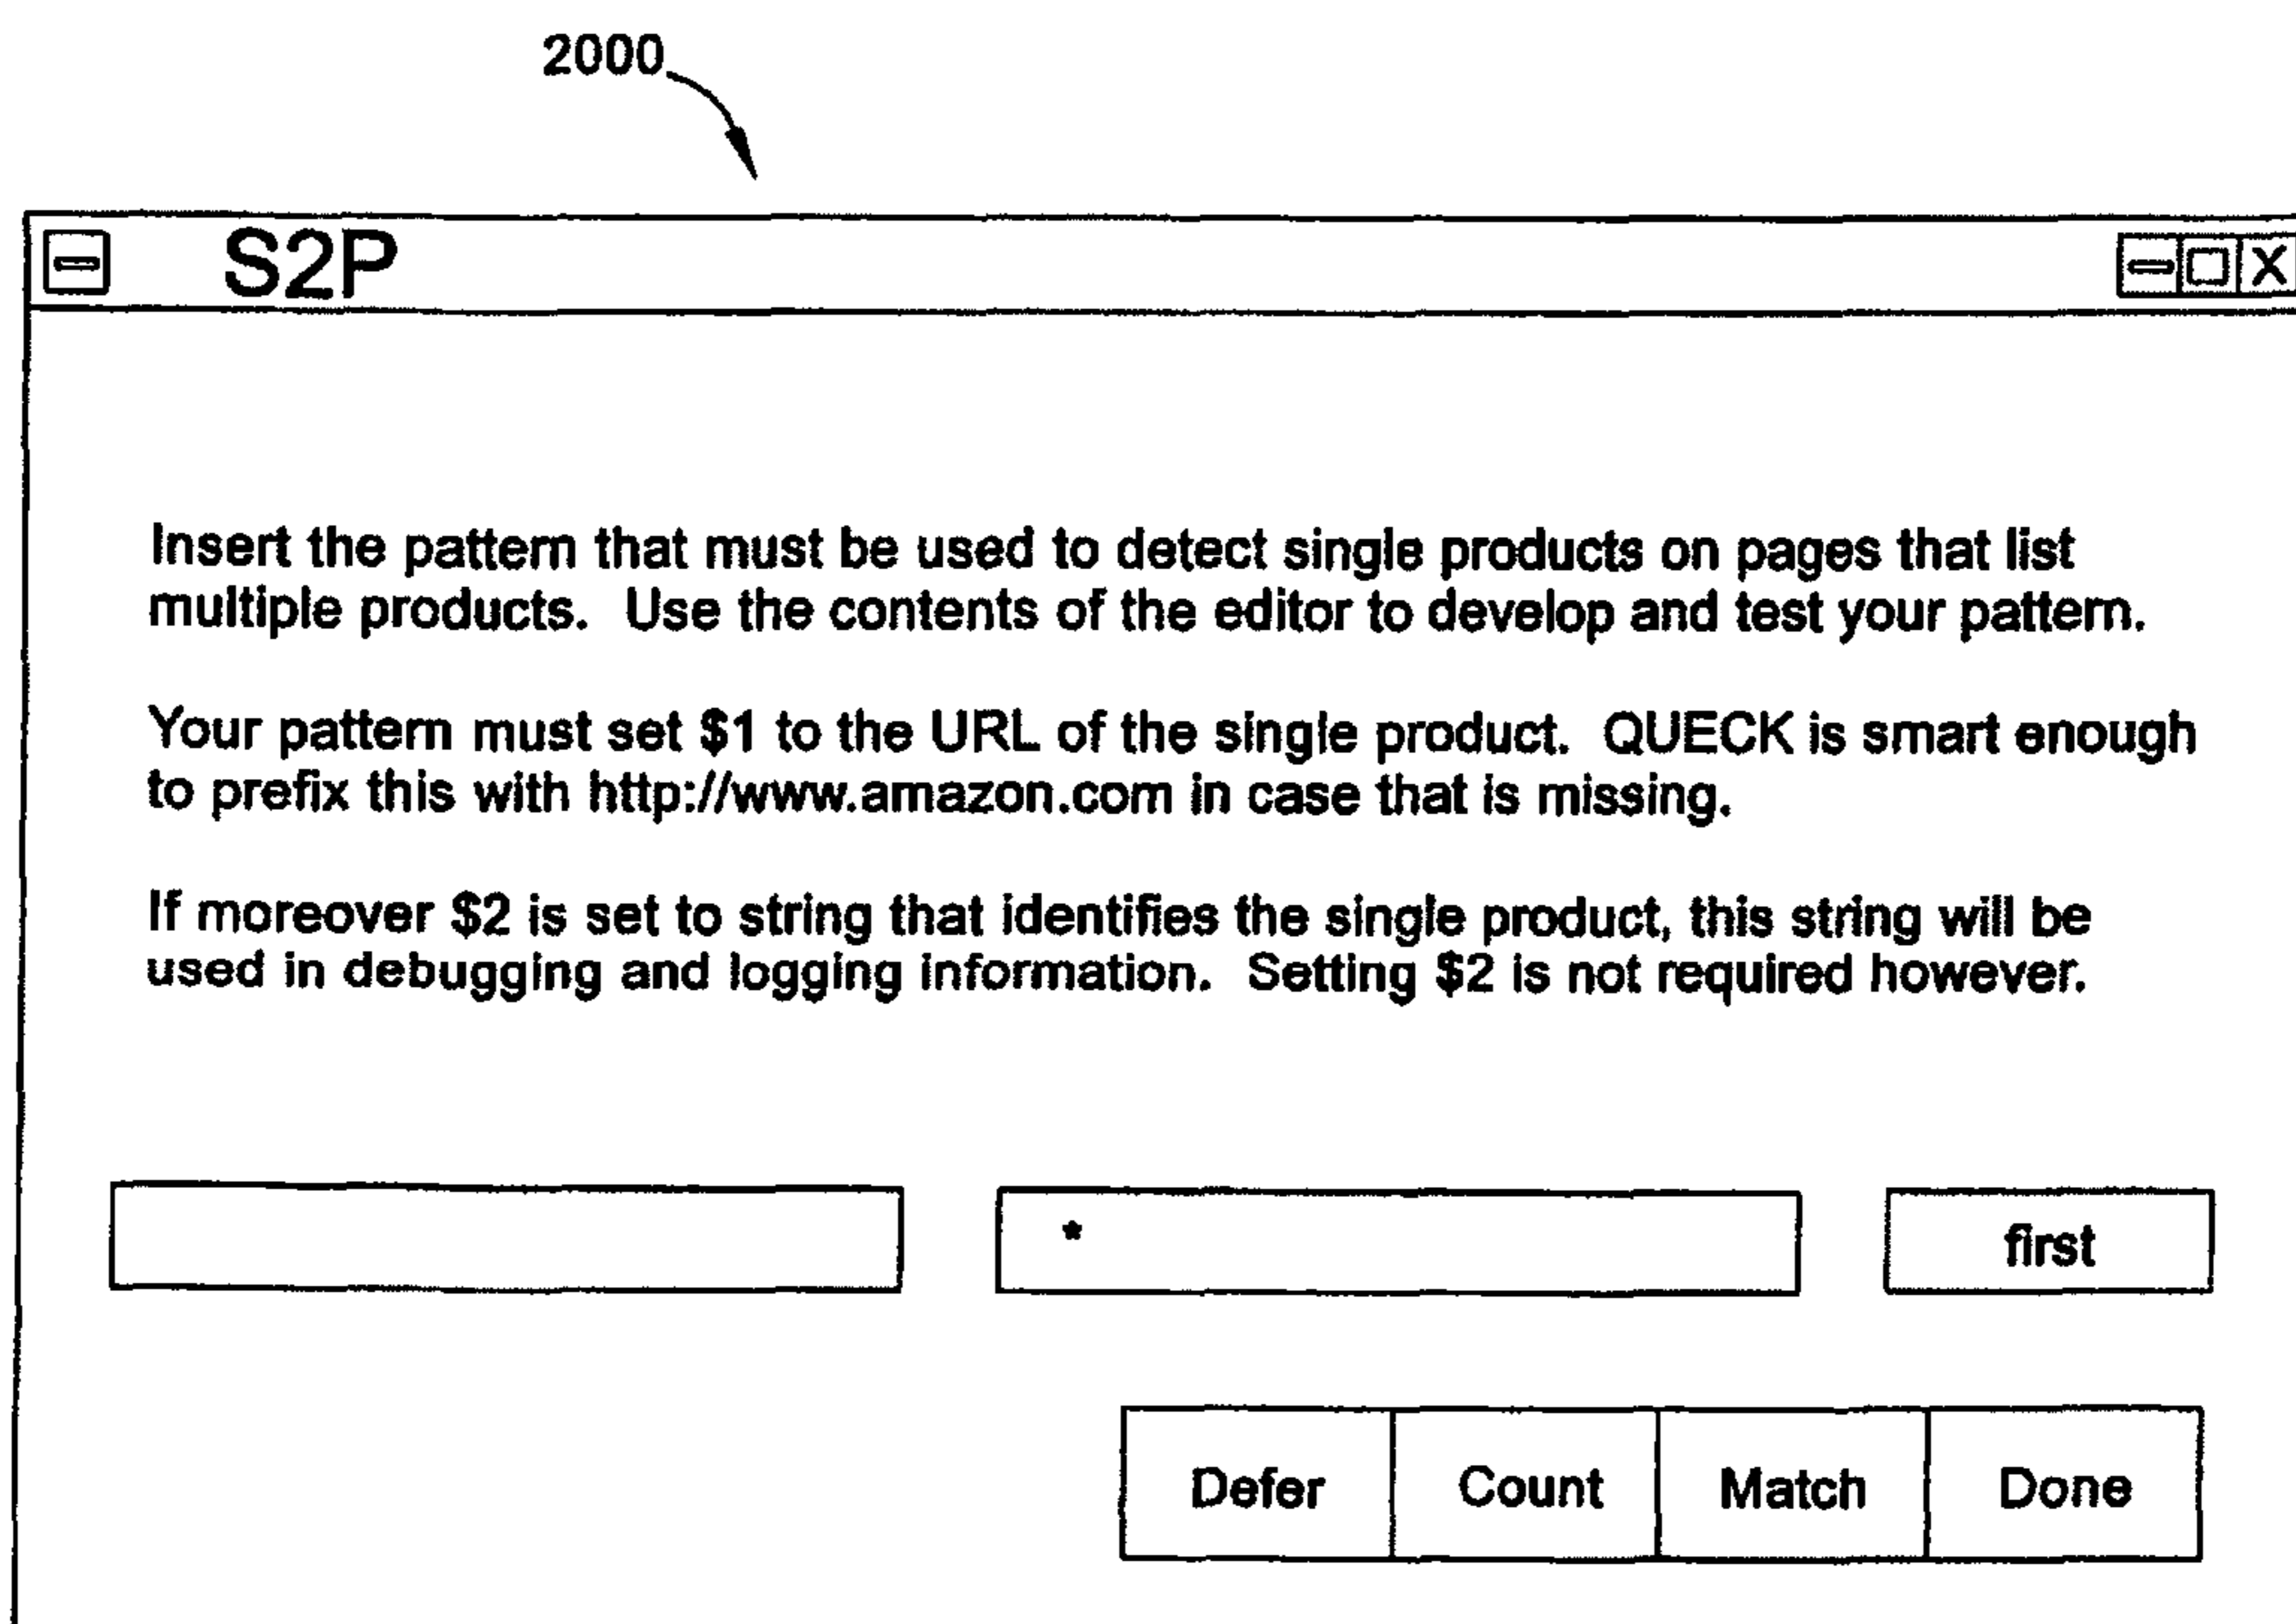 2000
S2P
Insert the pattern that must be used to detect single products on pages that list
multiple products. Use the contents of the editor to develop and test your pattern.
Your pattern must set $1 to the URL of the single product. QUECK is smart enough
to prefix this with http://www.amazon.com in case that is missing.
If moreover $2 is set to string that identifies the single product, this string will be
used in debugging and logging information. Setting $2 is not required however.
* first
Defer Count Match Done